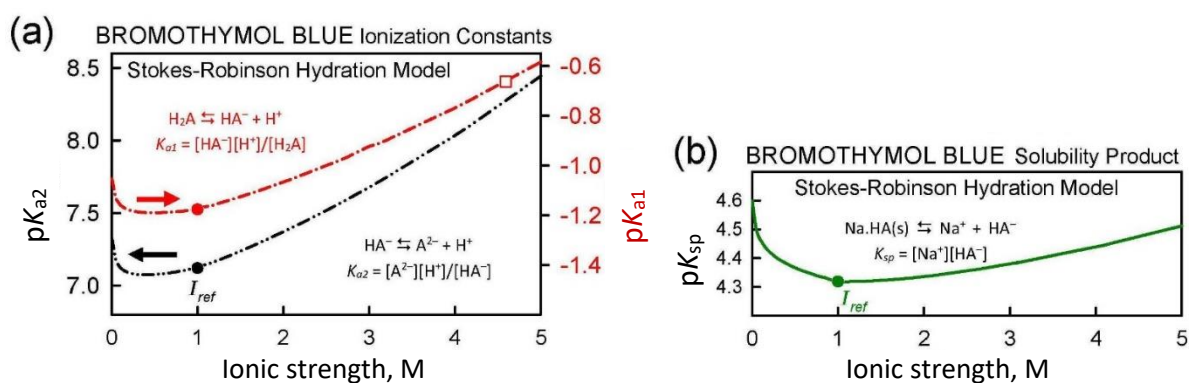 (a)
BROMOTHYMOL BLUE Ionization Constants
Stokes-Robinson Hydration Model
8.5
8.0
7.5
7.0
pKa2
H₂A ⇆ HA⁻ + H⁺
Ka1 = [HA⁻][H⁺]/[H₂A]
HA⁻ ⇆ A²⁻ + H⁺
Ka2 = [A²⁻][H⁺]/[HA⁻]
Iref
-0.6
-0.8
-1.0
-1.2
-1.4
pKa1
0 1 2 3 4 5
Ionic strength, M
(b)
BROMOTHYMOL BLUE Solubility Product
Stokes-Robinson Hydration Model
4.6
4.5
4.4
4.3
pKsp
Na.HA(s) ⇆ Na⁺ + HA⁻
Ksp = [Na⁺][HA⁻]
Iref
0 1 2 3 4 5
Ionic strength, M